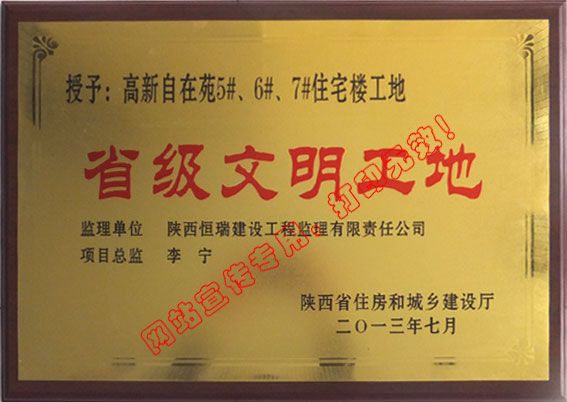 授予：高新自在苑5#、6#、7#住宅楼工地
省级文明工地
监理单位 陕西恒瑞建设工程监理有限责任公司
项目总监 李宁
陕西省住房和城乡建设厅
二〇一三年七月
网站宣传专用，打印无效！